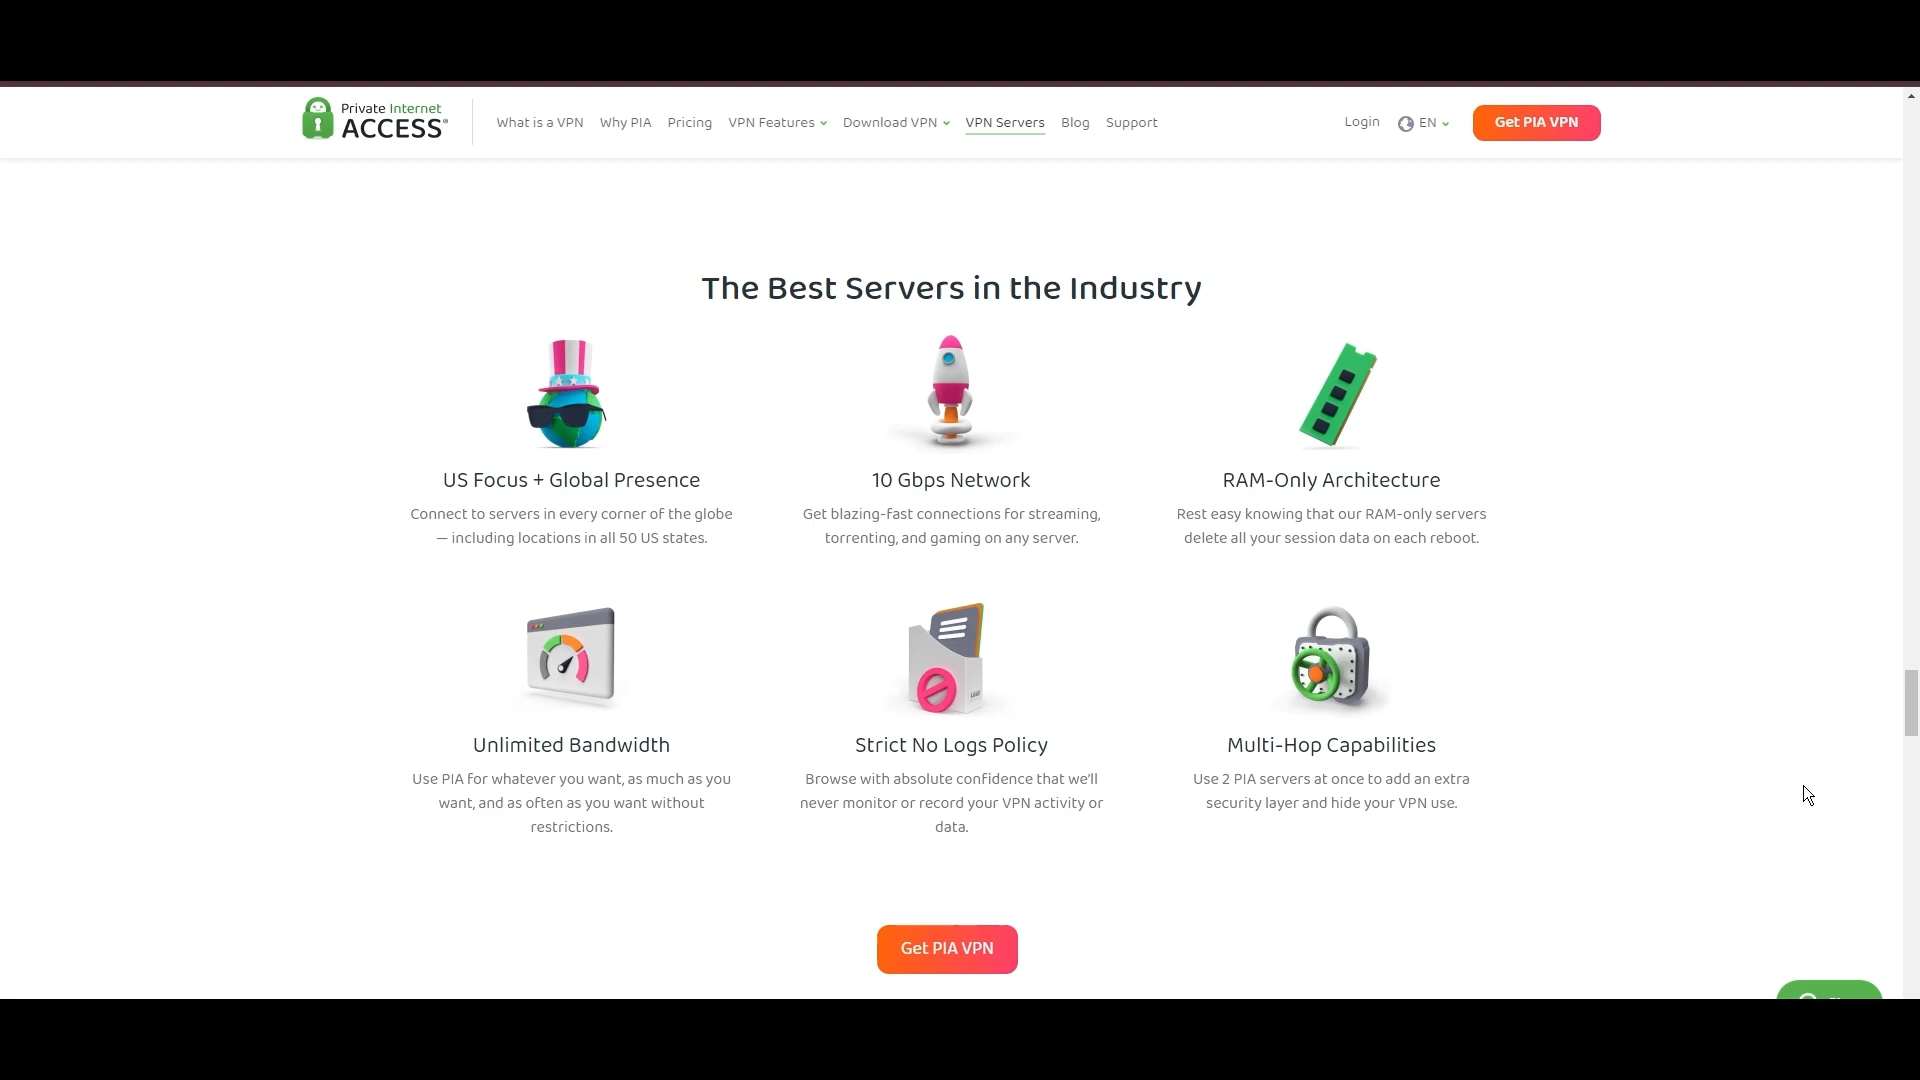 Private Internet
ACCESS®
What is a VPN Why PIA Pricing VPN Features Download VPN VPN Servers Blog Support
Login EN Get PIA VPN
The Best Servers in the Industry
US Focus + Global Presence
Connect to servers in every corner of the globe
— including locations in all 50 US states.
10 Gbps Network
Get blazing-fast connections for streaming,
torrenting, and gaming on any server.
RAM-Only Architecture
Rest easy knowing that our RAM-only servers
delete all your session data on each reboot.
Unlimited Bandwidth
Use PIA for whatever you want, as much as you
want, and as often as you want without
restrictions.
Strict No Logs Policy
Browse with absolute confidence that we'll
never monitor or record your VPN activity or
data.
Multi-Hop Capabilities
Use 2 PIA servers at once to add an extra
security layer and hide your VPN use.
Get PIA VPN